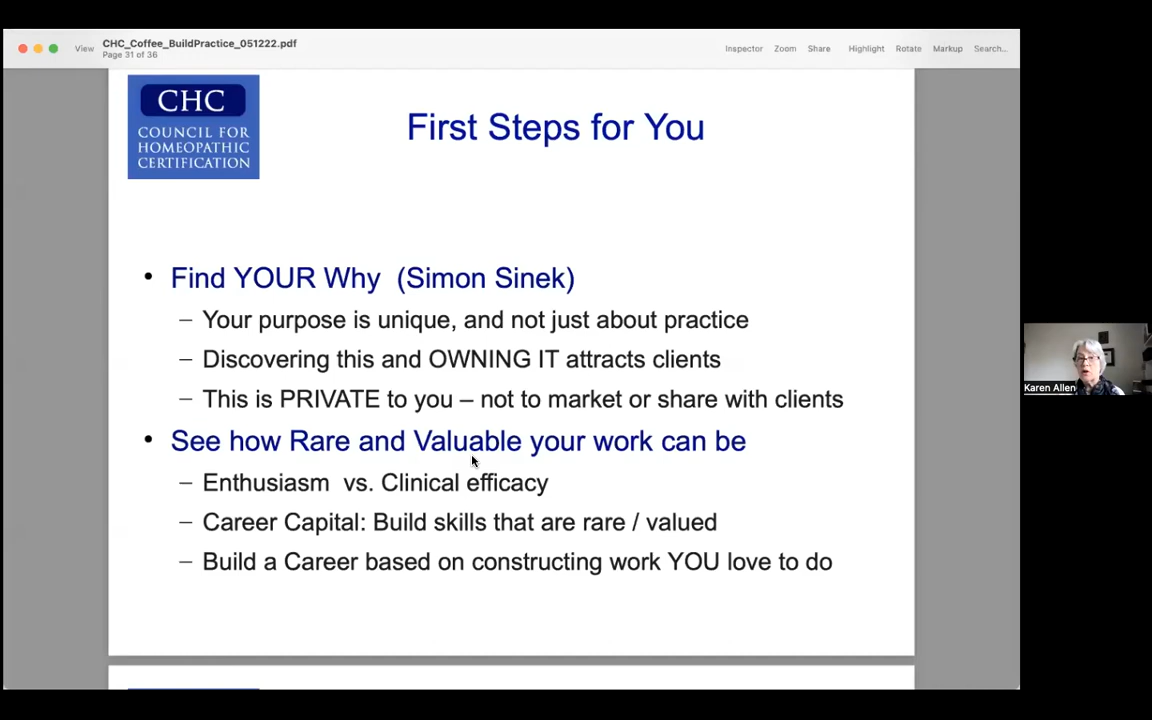 View
CHC_Coffee_BuildPractice_051222.pdf
Page 31 of 36
Inspector Zoom Share Highlight Rotate Markup Search...
CHC
COUNCIL FOR
HOMEOPATHIC
CERTIFICATION
First Steps for You
• Find YOUR Why (Simon Sinek)
– Your purpose is unique, and not just about practice
– Discovering this and OWNING IT attracts clients
– This is PRIVATE to you – not to market or share with clients
• See how Rare and Valuable your work can be
– Enthusiasm vs. Clinical efficacy
– Career Capital: Build skills that are rare / valued
– Build a Career based on constructing work YOU love to do
Karen Allen